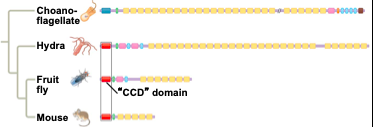 Choano-
flagellate
Hydra
Fruit
fly
“CCD” domain
Mouse